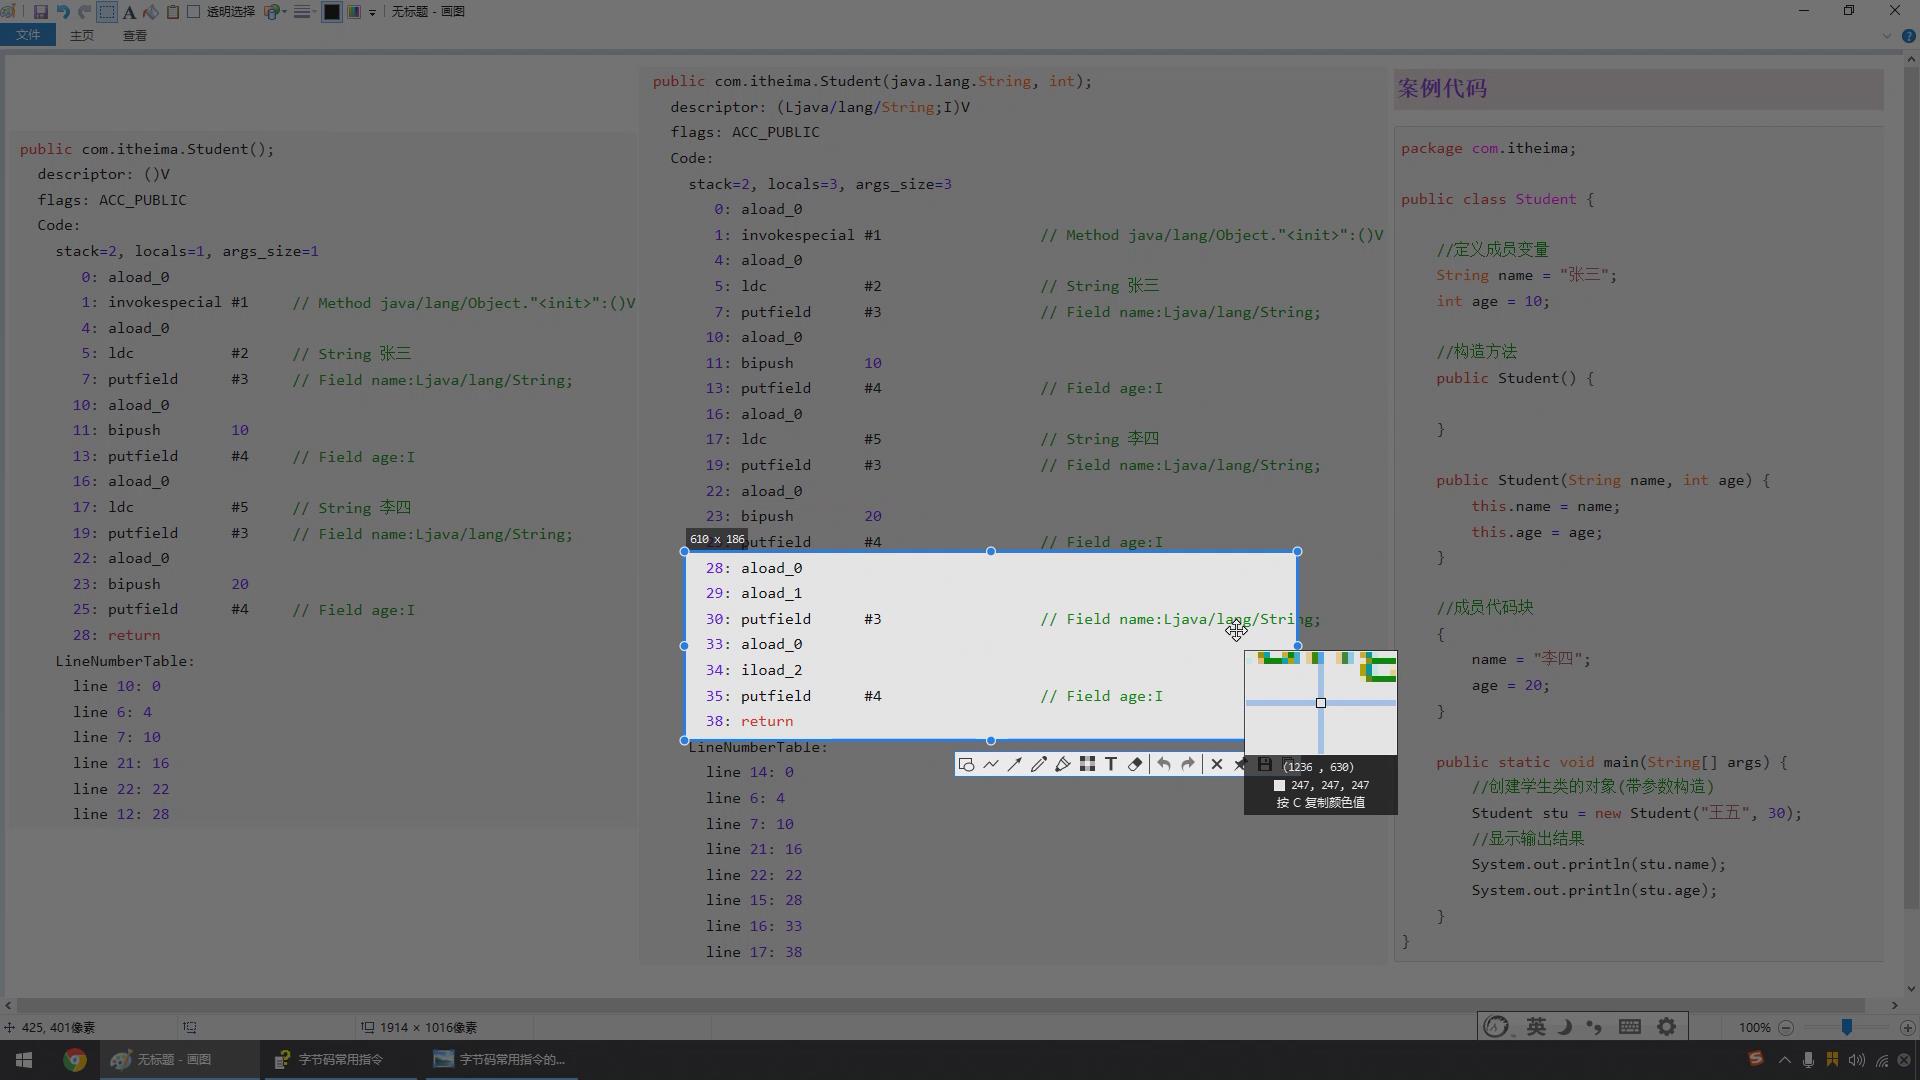 透明选择
无标题 - 画图
文件 主页 查看
public com.itheima.Student();
descriptor: ()V
flags: ACC_PUBLIC
Code:
stack=2, locals=1, args_size=1
0: aload_0
1: invokespecial #1 // Method java/lang/Object."<init>":()V
4: aload_0
5: ldc #2 // String 张三
7: putfield #3 // Field name:Ljava/lang/String;
10: aload_0
11: bipush 10
13: putfield #4 // Field age:I
16: aload_0
17: ldc #5 // String 李四
19: putfield #3 // Field name:Ljava/lang/String;
22: aload_0
23: bipush 20
25: putfield #4 // Field age:I
28: return
LineNumberTable:
line 10: 0
line 6: 4
line 7: 10
line 21: 16
line 22: 22
line 12: 28
public com.itheima.Student(java.lang.String, int);
descriptor: (Ljava/lang/String;I)V
flags: ACC_PUBLIC
Code:
stack=2, locals=3, args_size=3
0: aload_0
1: invokespecial #1 // Method java/lang/Object."<init>":()V
4: aload_0
5: ldc #2 // String 张三
7: putfield #3 // Field name:Ljava/lang/String;
10: aload_0
11: bipush 10
13: putfield #4 // Field age:I
16: aload_0
17: ldc #5 // String 李四
19: putfield #3 // Field name:Ljava/lang/String;
22: aload_0
23: bipush 20
610 x 186
putfield #4 // Field age:I
28: aload_0
29: aload_1
30: putfield #3 // Field name:Ljava/lang/String;
33: aload_0
34: iload_2
35: putfield #4 // Field age:I
38: return
LineNumberTable:
line 14: 0
line 6: 4
line 7: 10
line 21: 16
line 22: 22
line 15: 28
line 16: 33
line 17: 38
(1236 , 630)
247, 247, 247
按 C 复制颜色值
案例代码
package com.itheima;
public class Student {
//定义成员变量
String name = "张三";
int age = 10;
//构造方法
public Student() {
}
public Student(String name, int age) {
this.name = name;
this.age = age;
}
//成员代码块
{
name = "李四";
age = 20;
}
public static void main(String[] args) {
//创建学生类的对象(带参数构造)
Student stu = new Student("王五", 30);
//显示输出结果
System.out.println(stu.name);
System.out.println(stu.age);
}
}
425, 401像素
1914 × 1016像素
英
100%
无标题 - 画图
字节码常用指令
字节码常用指令的...